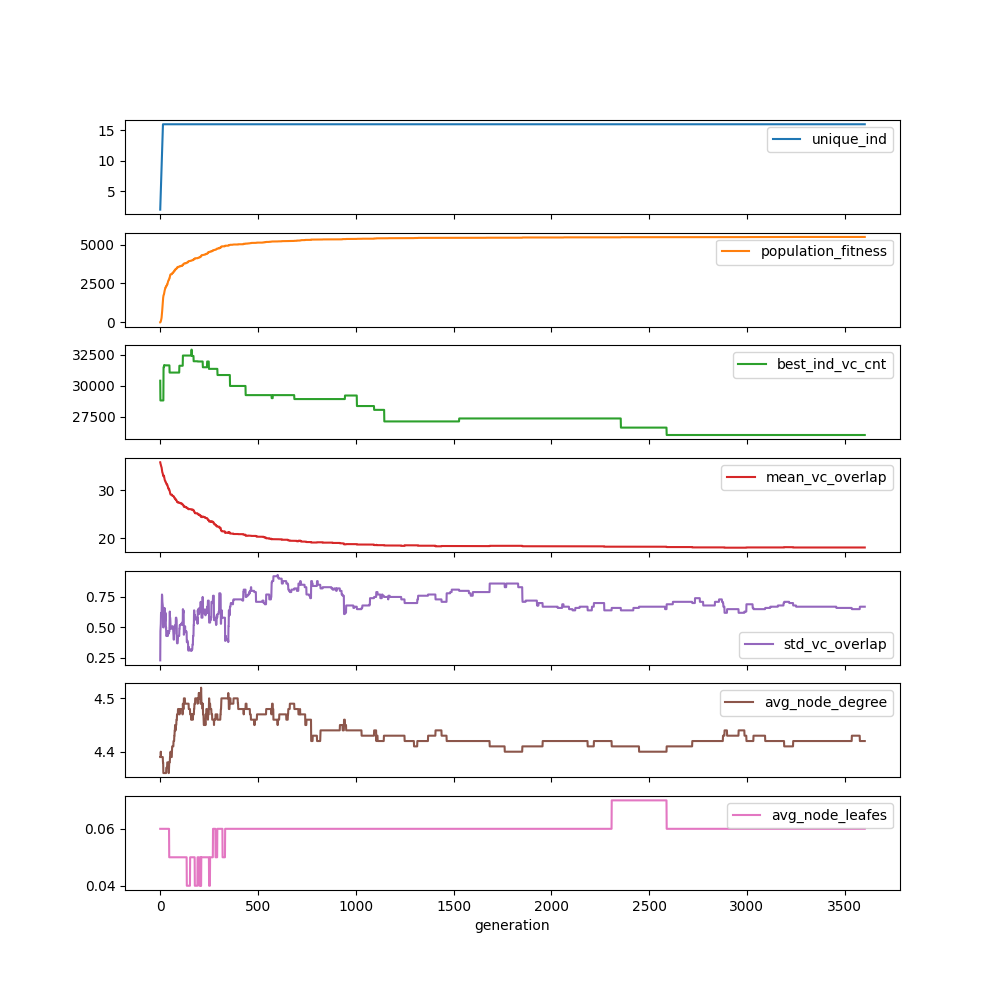 15
10
5
unique_ind
5000
2500
0
population_fitness
32500
30000
27500
best_ind_vc_cnt
30
20
mean_vc_overlap
0.75
0.50
0.25
std_vc_overlap
4.5
4.4
avg_node_degree
0.06
0.04
avg_node_leafes
0 500 1000 1500 2000 2500 3000 3500
generation